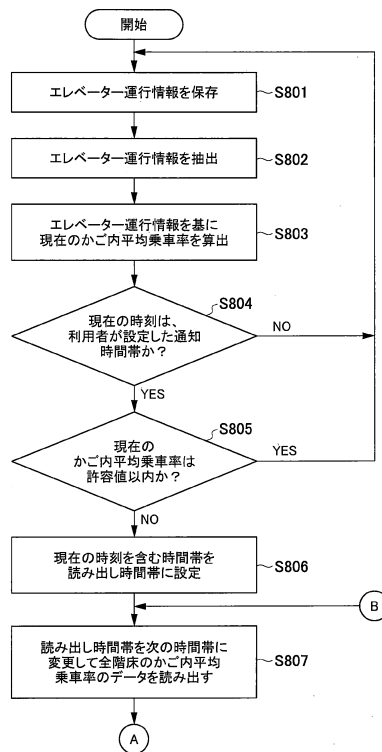 開始
エレベーター運行情報を保存
S801
エレベーター運行情報を抽出
S802
エレベーター運行情報を基に
現在のかご内平均乗車率を算出
S803
S804
現在の時刻は、
利用者が設定した通知
時間帯か？
NO
YES
S805
現在の
かご内平均乗車率は
許容値以内か？
YES
NO
現在の時刻を含む時間帯を
読み出し時間帯に設定
S806
B
読み出し時間帯を次の時間帯に
変更して全階床のかご内平均
乗車率のデータを読み出す
S807
A